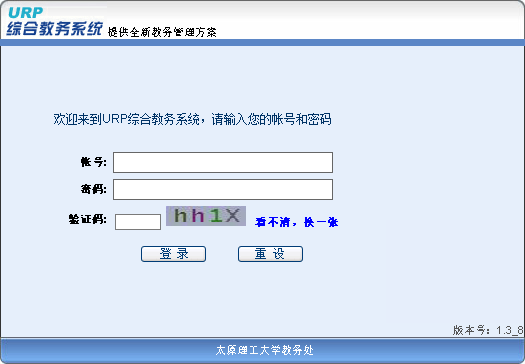 URP
综合教务系统 提供全新教务管理方案
欢迎来到URP综合教务系统，请输入您的帐号和密码
帐号:
密码:
验证码: hh1X 看不清，换一张
登 录 重 设
版本号：1.3_8
太原理工大学教务处